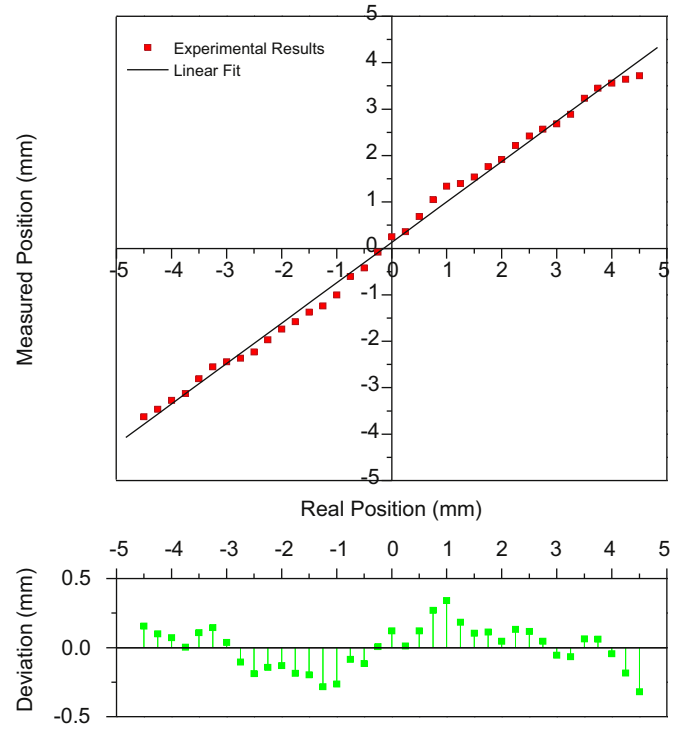 5
Experimental Results
Linear Fit
4
3
2
1
0
-5 -4 -3 -2 -1 0 1 2 3 4 5
-1
-2
-3
-4
-5
Measured Position (mm)
Real Position (mm)
-5 -4 -3 -2 -1 0 1 2 3 4 5
0.5
0.0
-0.5
Deviation (mm)